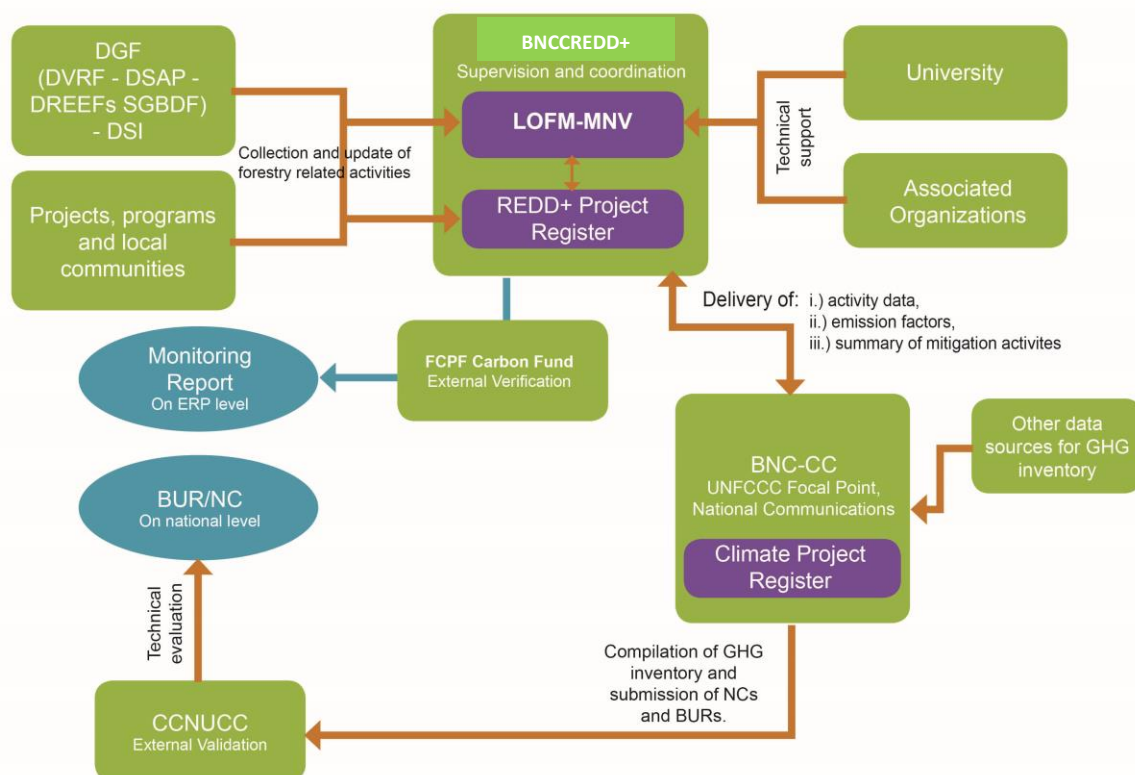 DGF
(DVRF - DSAP -
DREEFs SGBDF)
- DSI
Projects, programs
and local
communities
Collection and update of
forestry related activities
BNCCREDD+
Supervision and coordination
LOFM-MNV
REDD+ Project
Register
Technical
support
University
Associated
Organizations
Delivery of:
i.) activity data,
ii.) emission factors,
iii.) summary of mitigation activites
FCPF Carbon Fund
External Verification
Monitoring
Report
On ERP level
BNC-CC
UNFCCC Focal Point,
National Communications
Climate Project
Register
Other data
sources for GHG
inventory
BUR/NC
On national level
Technical
evaluation
Compilation of GHG
inventory and
submission of NCs
and BURs.
CCNUCC
External Validation